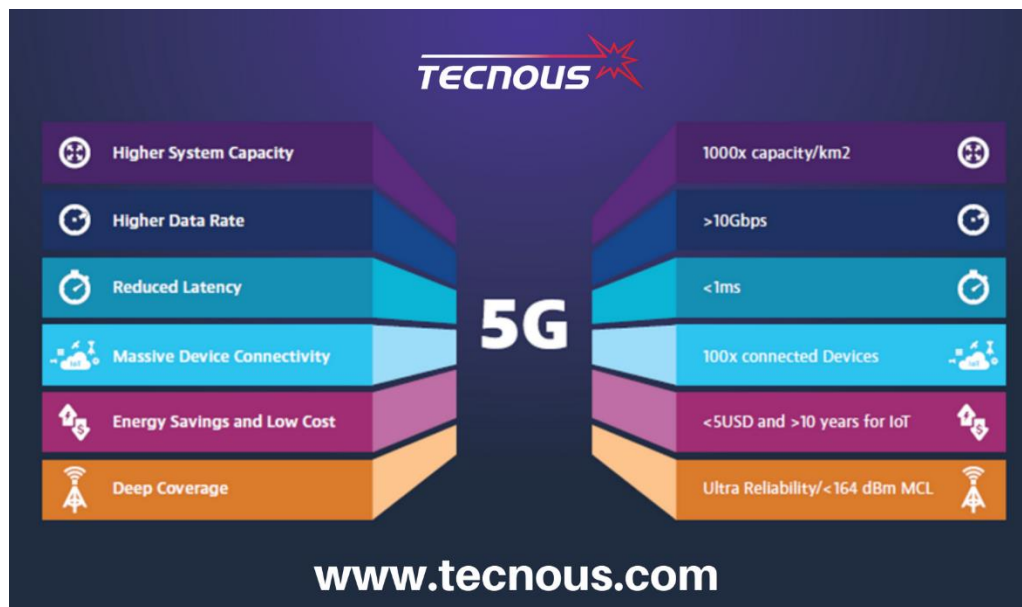 TECNOUS
Higher System Capacity
1000x capacity/km2
Higher Data Rate
>10Gbps
Reduced Latency
<1ms
5G
Massive Device Connectivity
100x connected Devices
IoT
IoT
Energy Savings and Low Cost
<5USD and >10 years for IoT
Deep Coverage
Ultra Reliability/<164 dBm MCL
www.tecnous.com